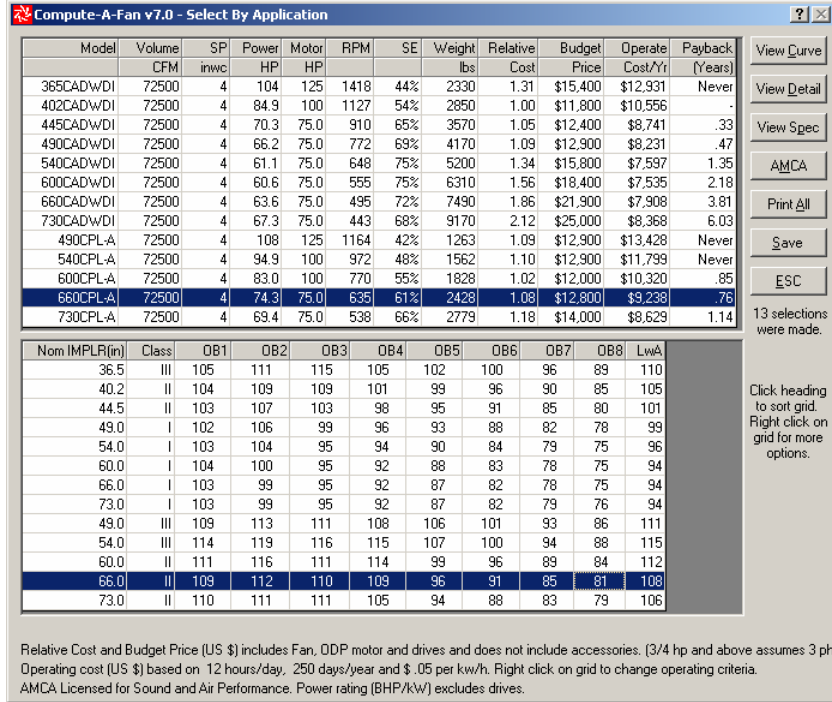 Compute-A-Fan v7.0 - Select By Application
Model Volume SP Power Motor RPM SE Weight Relative Budget Operate Payback
CFM inwc HP HP lbs Cost Price Cost/Yr (Years)
365CADWDI 72500 4 104 125 1418 44% 2330 1.31 $15,400 $12,931 Never
402CADWDI 72500 4 84.9 100 1127 54% 2850 1.00 $11,800 $10,556 -
445CADWDI 72500 4 70.3 75.0 910 65% 3570 1.05 $12,400 $8,741 .33
490CADWDI 72500 4 66.2 75.0 772 69% 4170 1.09 $12,900 $8,231 .47
540CADWDI 72500 4 61.1 75.0 648 75% 5200 1.34 $15,800 $7,597 1.35
600CADWDI 72500 4 60.6 75.0 555 75% 6310 1.56 $18,400 $7,535 2.18
660CADWDI 72500 4 63.6 75.0 495 72% 7490 1.86 $21,900 $7,908 3.81
730CADWDI 72500 4 67.3 75.0 443 68% 9170 2.12 $25,000 $8,368 6.03
490CPL-A 72500 4 108 125 1164 42% 1263 1.09 $12,900 $13,428 Never
540CPL-A 72500 4 94.9 100 972 48% 1562 1.10 $12,900 $11,799 Never
600CPL-A 72500 4 83.0 100 770 55% 1828 1.02 $12,000 $10,320 .85
660CPL-A 72500 4 74.3 75.0 635 61% 2428 1.08 $12,800 $9,238 .76
730CPL-A 72500 4 69.4 75.0 538 66% 2779 1.18 $14,000 $8,629 1.14
View Curve
View Detail
View Spec
AMCA
Print All
Save
ESC
13 selections
were made.
Nom IMPLR(in) Class OB1 OB2 OB3 OB4 OB5 OB6 OB7 OB8 LwA
36.5 III 105 111 115 105 102 100 96 89 110
40.2 II 104 109 109 101 99 96 90 85 105
44.5 II 103 107 103 98 95 91 85 80 101
49.0 I 102 106 99 96 93 88 82 78 99
54.0 I 103 104 95 94 90 84 79 75 96
60.0 I 104 100 95 92 88 83 78 75 94
66.0 I 103 99 95 92 87 82 78 75 94
73.0 I 103 99 95 92 87 82 79 76 94
49.0 III 109 113 111 108 106 101 93 86 111
54.0 III 114 119 116 115 107 100 94 88 115
60.0 II 111 116 111 114 99 96 89 84 112
66.0 II 109 112 110 109 96 91 85 81 108
73.0 II 110 111 111 105 94 88 83 79 106
Click heading
to sort grid.
Right click on
grid for more
options.
Relative Cost and Budget Price (US $) includes Fan, ODP motor and drives and does not include accessories. (3/4 hp and above assumes 3 ph
Operating cost (US $) based on 12 hours/day, 250 days/year and $ .05 per kw/h. Right click on grid to change operating criteria.
AMCA Licensed for Sound and Air Performance. Power rating (BHP/kW) excludes drives.